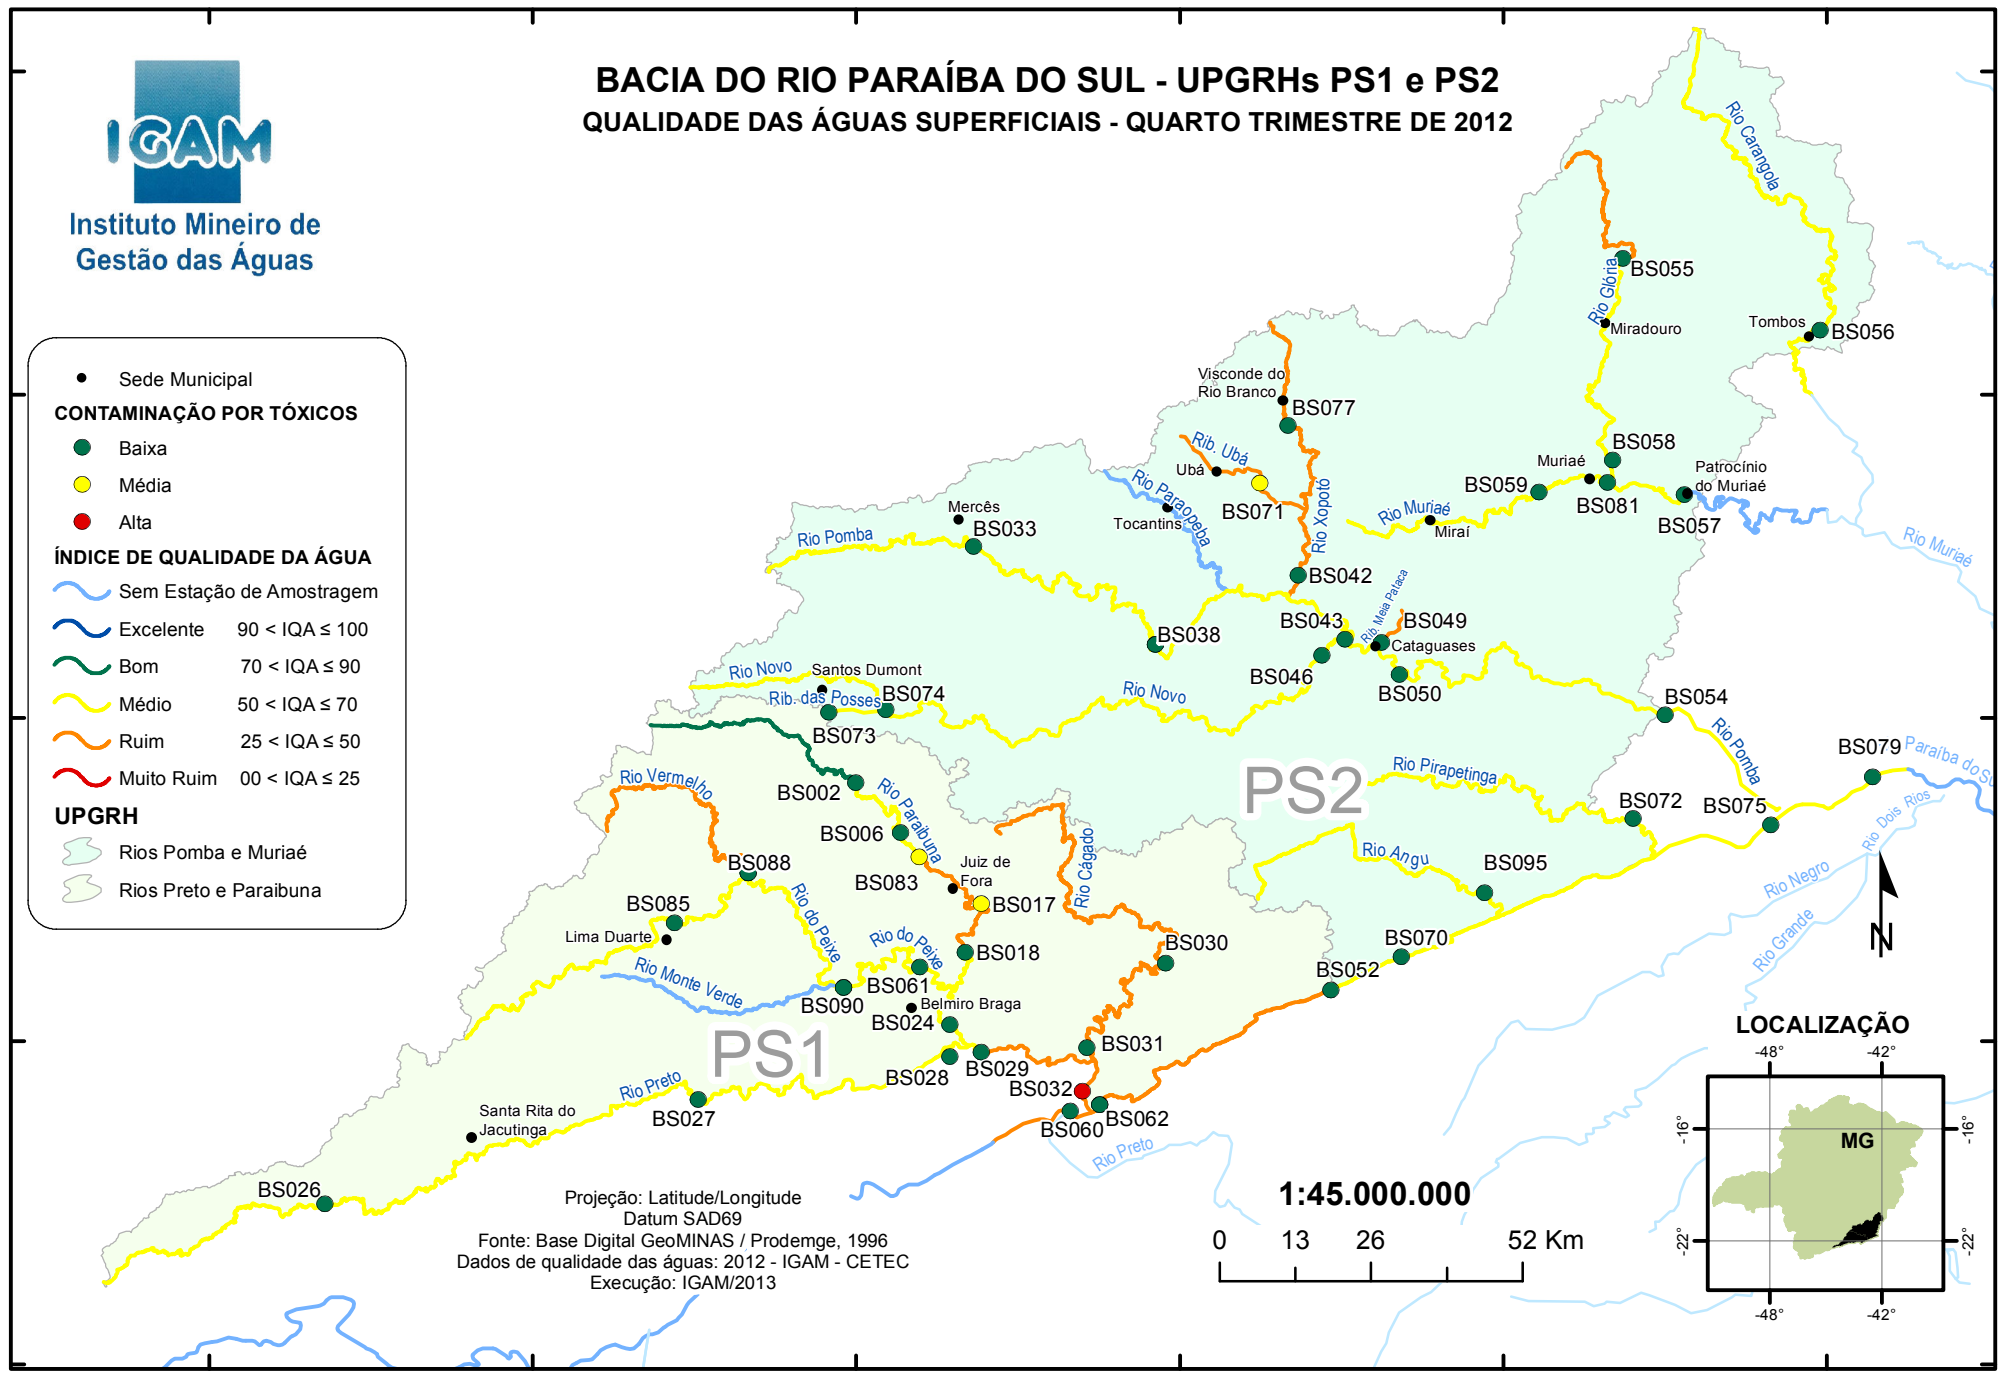 BACIA DO RIO PARAÍBA DO SUL - UPGRHs PS1 e PS2
QUALIDADE DAS ÁGUAS SUPERFICIAIS - QUARTO TRIMESTRE DE 2012
IGAM
Instituto Mineiro de
Gestão das Águas
Sede Municipal
CONTAMINAÇÃO POR TÓXICOS
Baixa
Média
Alta
ÍNDICE DE QUALIDADE DA ÁGUA
Sem Estação de Amostragem
Excelente 90 < IQA ≤ 100
Bom 70 < IQA ≤ 90
Médio 50 < IQA ≤ 70
Ruim 25 < IQA ≤ 50
Muito Ruim 00 < IQA ≤ 25
UPGRH
Rios Pomba e Muriaé
Rios Preto e Paraibuna
Rio Carangola
BS055
Rio Glória
Miradouro
Tombos
BS056
Visconde do
Rio Branco
BS077
Rib. Ubá
Ubá
BS071
Rio Xopotó
Rio Paraopeba
Tocantins
BS058
Muriaé
BS059
BS081
Patrocínio
do Muriaé
BS057
Rio Muriaé
Miraí
Rio Muriaé
Mercês
BS033
Rio Pomba
BS042
Rib. Meia Pataca
BS049
BS043
Cataguases
BS038
BS046
BS050
Rio Novo
Santos Dumont
Rib. das Posses
BS074
BS073
Rio Novo
BS054
Rio Pomba
BS079
Paraíba do Su
Rio Vermelho
BS002
Rio Paraibuna
BS006
PS2
Rio Pirapetinga
BS072
BS075
Rio Dois Rios
BS088
BS083
Juiz de
Fora
Rio Cágado
Rio Angu
BS095
Rio Negro
Rio Grande
N
BS085
Lima Duarte
Rio do Peixe
BS017
Rio do Peixe
BS018
BS030
BS070
BS052
Rio Monte Verde
BS061
BS090
Belmiro Braga
BS024
PS1
BS031
BS029
BS028
BS032
BS062
BS060
Rio Preto
BS027
Santa Rita do
Jacutinga
Rio Preto
BS026
LOCALIZAÇÃO
-48° -42°
-16° -16°
MG
-22° -22°
-48° -42°
Projeção: Latitude/Longitude
Datum SAD69
Fonte: Base Digital GeoMINAS / Prodemge, 1996
Dados de qualidade das águas: 2012 - IGAM - CETEC
Execução: IGAM/2013
1:45.000.000
0 13 26 52 Km